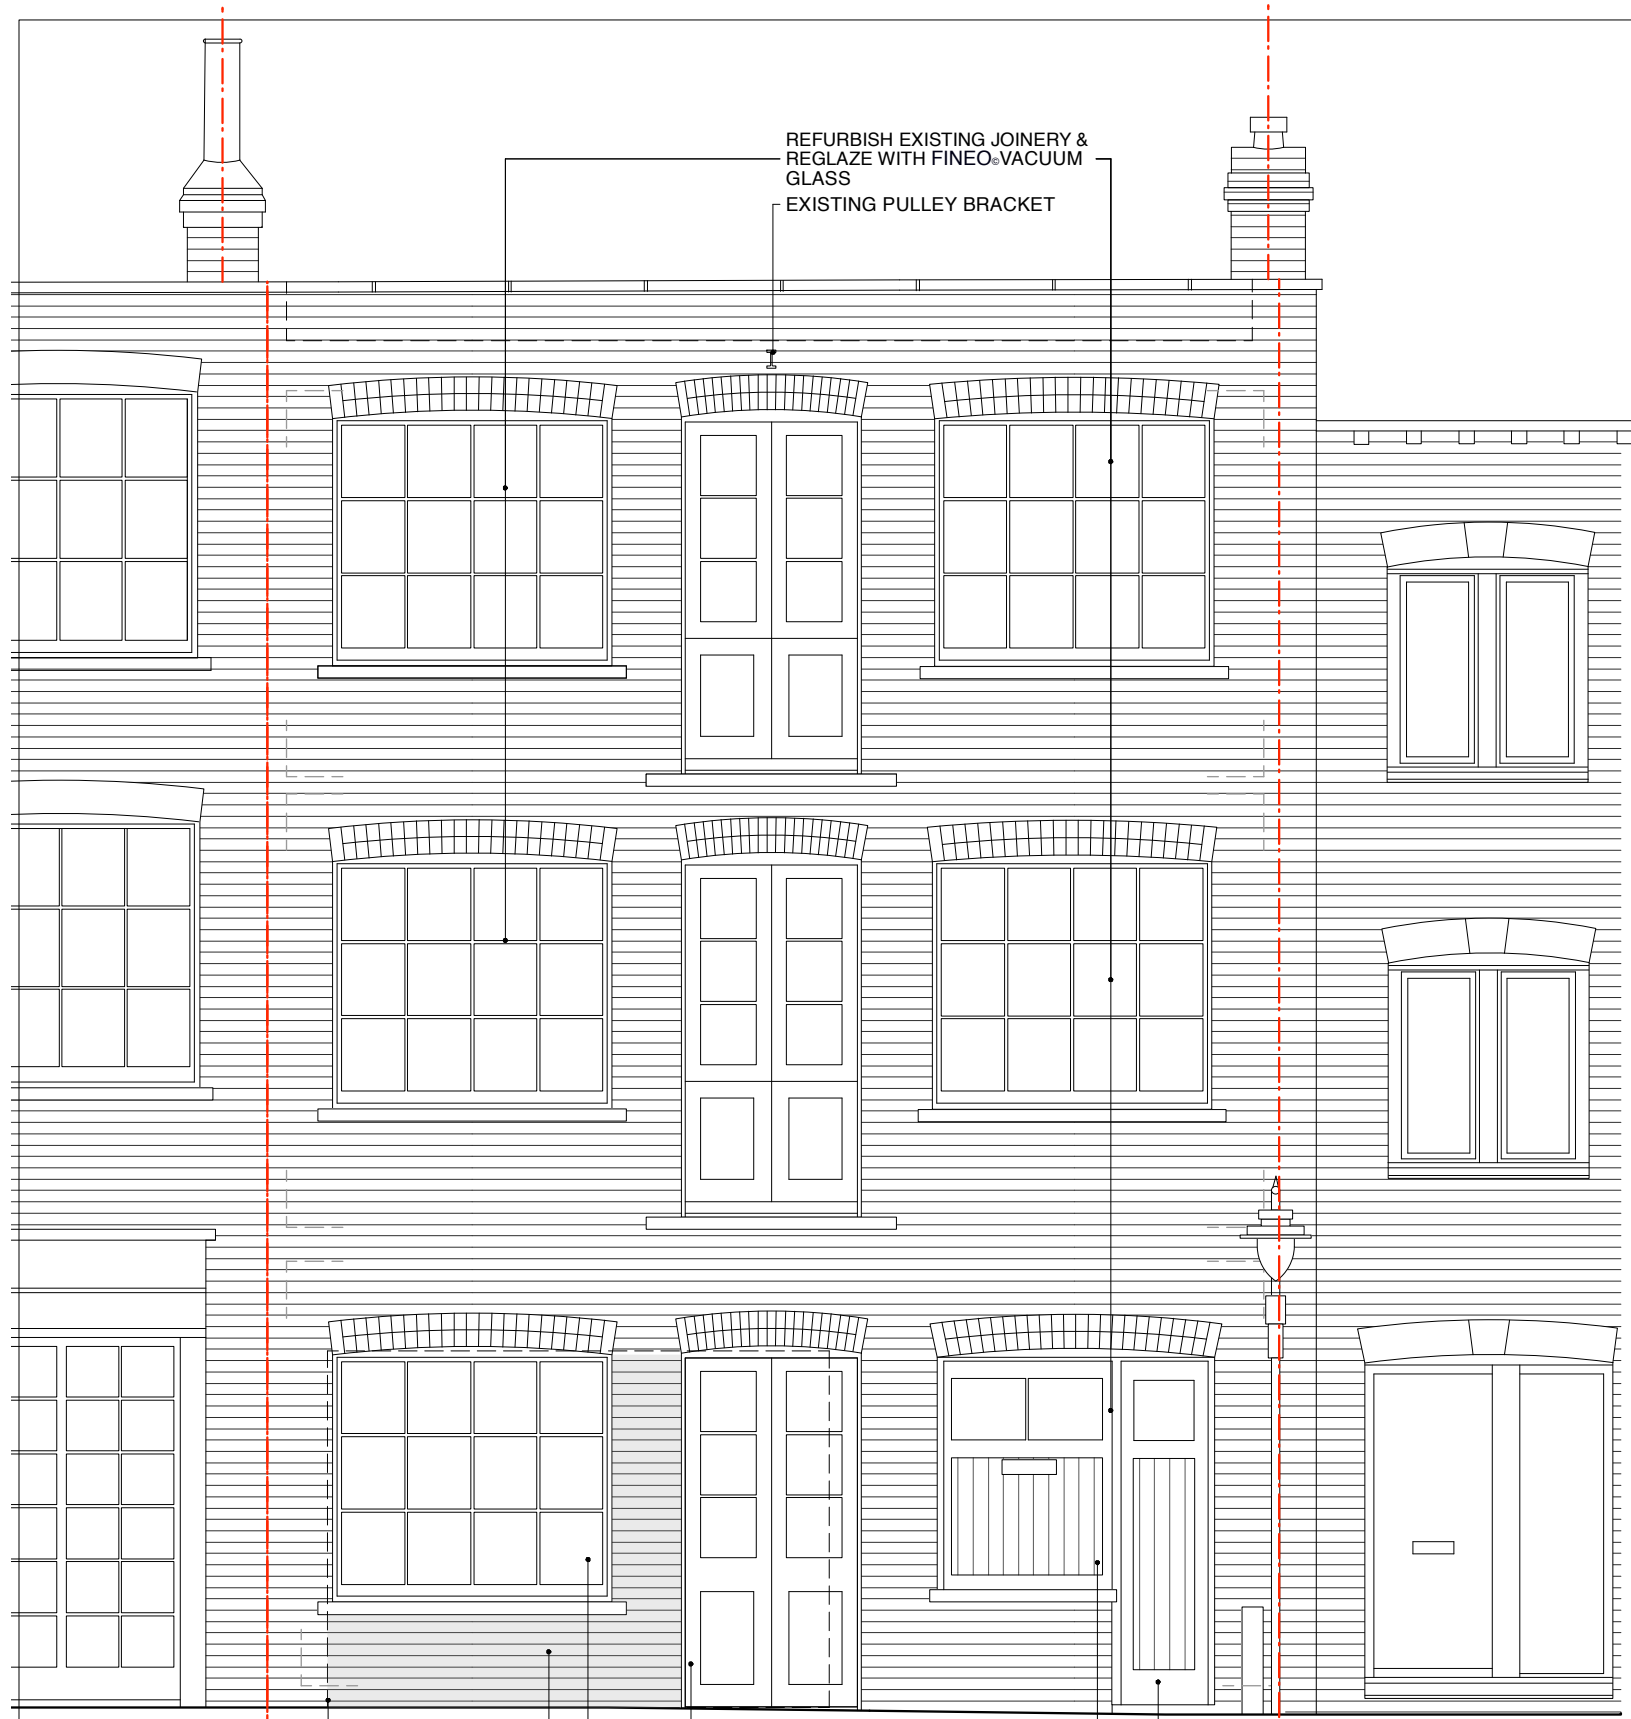 REFURBISH EXISTING JOINERY &
REGLAZE WITH FINEO© VACUUM
GLASS
EXISTING PULLEY BRACKET